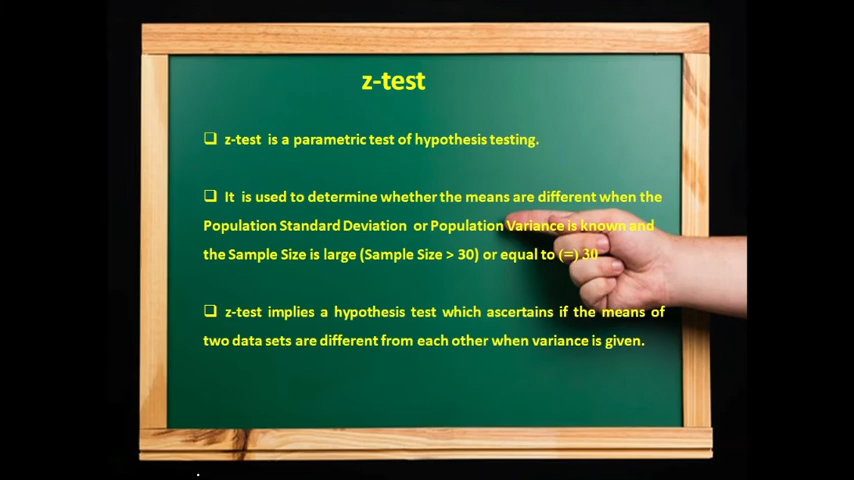 z-test
❑ z-test is a parametric test of hypothesis testing.
❑ It is used to determine whether the means are different when the
Population Standard Deviation or Population Variance is known and
the Sample Size is large (Sample Size > 30) or equal to (=) 30
❑ z-test implies a hypothesis test which ascertains if the means of
two data sets are different from each other when variance is given.